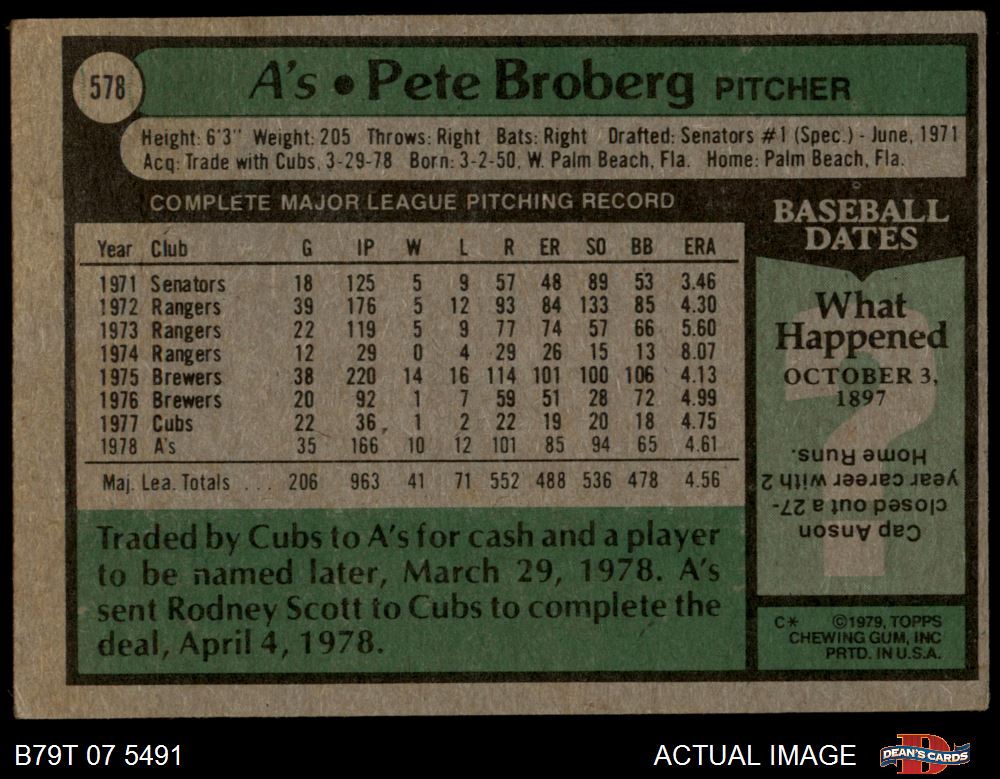 578
A's • Pete Broberg PITCHER
Height: 6'3" Weight: 205 Throws: Right Bats: Right Drafted: Senators #1 (Spec.) - June, 1971
Acq: Trade with Cubs, 3-29-78 Born: 3-2-50, W. Palm Beach, Fla. Home: Palm Beach, Fla.
COMPLETE MAJOR LEAGUE PITCHING RECORD
Year Club G IP W L R ER SO BB ERA
1971 Senators 18 125 5 9 57 48 89 53 3.46
1972 Rangers 39 176 5 12 93 84 133 85 4.30
1973 Rangers 22 119 5 9 77 74 57 66 5.60
1974 Rangers 12 29 0 4 29 26 15 13 8.07
1975 Brewers 38 220 14 16 114 101 100 106 4.13
1976 Brewers 20 92 1 7 59 51 28 72 4.99
1977 Cubs 22 36 1 2 22 19 20 18 4.75
1978 A's 35 166 10 12 101 85 94 65 4.61
Maj. Lea. Totals ... 206 963 41 71 552 488 536 478 4.56
Traded by Cubs to A's for cash and a player
to be named later, March 29, 1978. A's
sent Rodney Scott to Cubs to complete the
deal, April 4, 1978.
BASEBALL
DATES
What
Happened
OCTOBER 3,
1897
Cap Anson
closed out a 27-
year career with 2
Home Runs.
C* ©1979, TOPPS
CHEWING GUM, INC
PRTD. IN U.S.A.
B79T 07 5491
ACTUAL IMAGE
DEAN'S CARDS